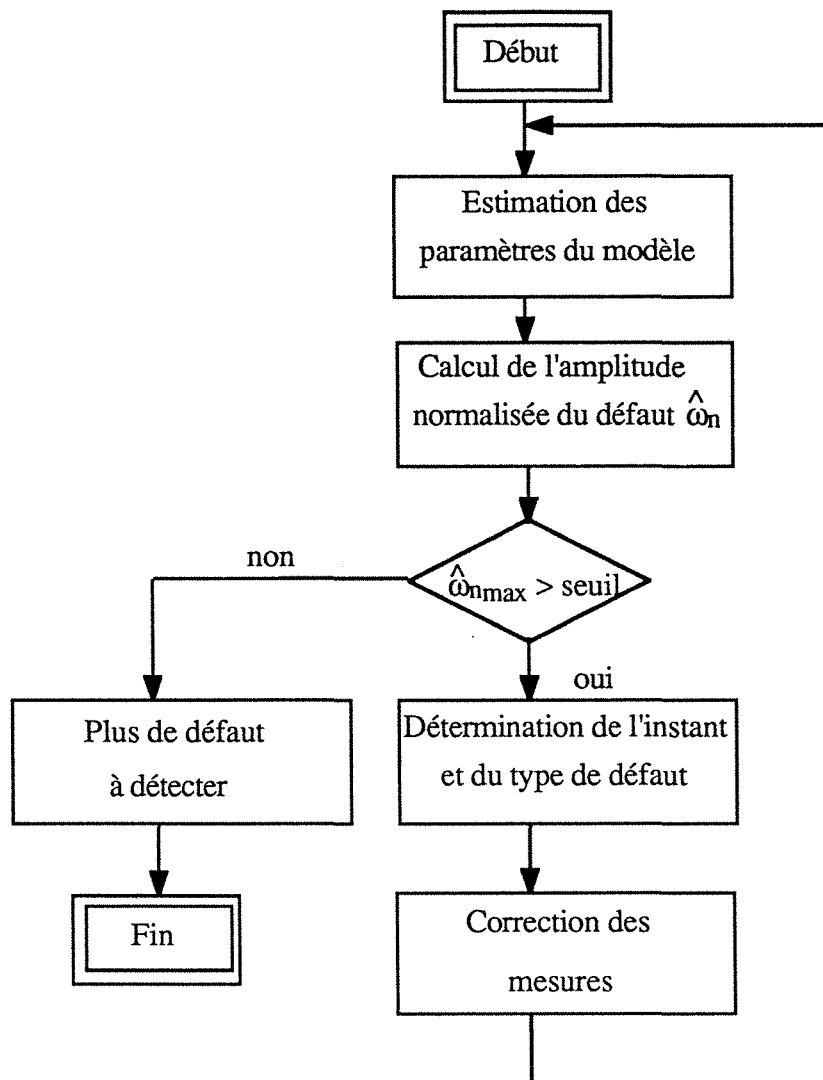 Début
Estimation des
paramètres du modèle
Calcul de l'amplitude
normalisée du défaut ω̂n
non
ω̂nmax > seuil
oui
Plus de défaut
à détecter
Détermination de l'instant
et du type de défaut
Fin
Correction des
mesures